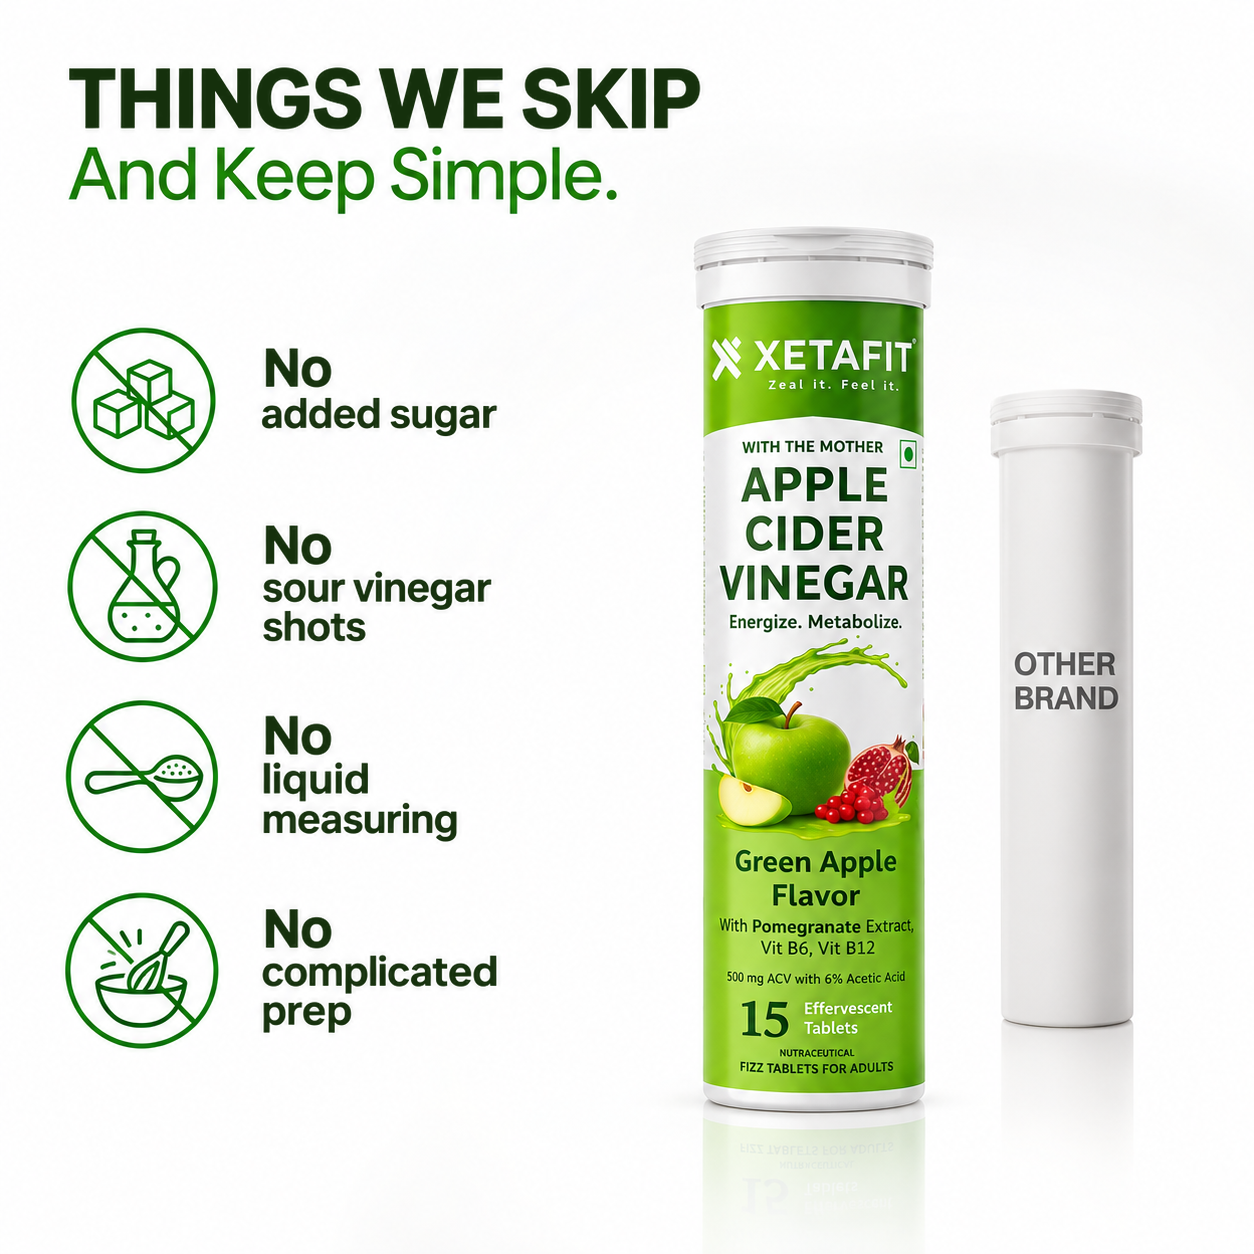 THINGS WE SKIP
And Keep Simple.
No
added sugar
No
sour vinegar
shots
No
liquid
measuring
No
complicated
prep
XETAFIT
Zeal it. Feel it.
WITH THE MOTHER
APPLE
CIDER
VINEGAR
Energize. Metabolize.
Green Apple
Flavor
With Pomegranate Extract,
Vit B6, Vit B12
500 mg ACV with 6% Acetic Acid
15 Effervescent
Tablets
NUTRACEUTICAL
FIZZ TABLETS FOR ADULTS
OTHER
BRAND